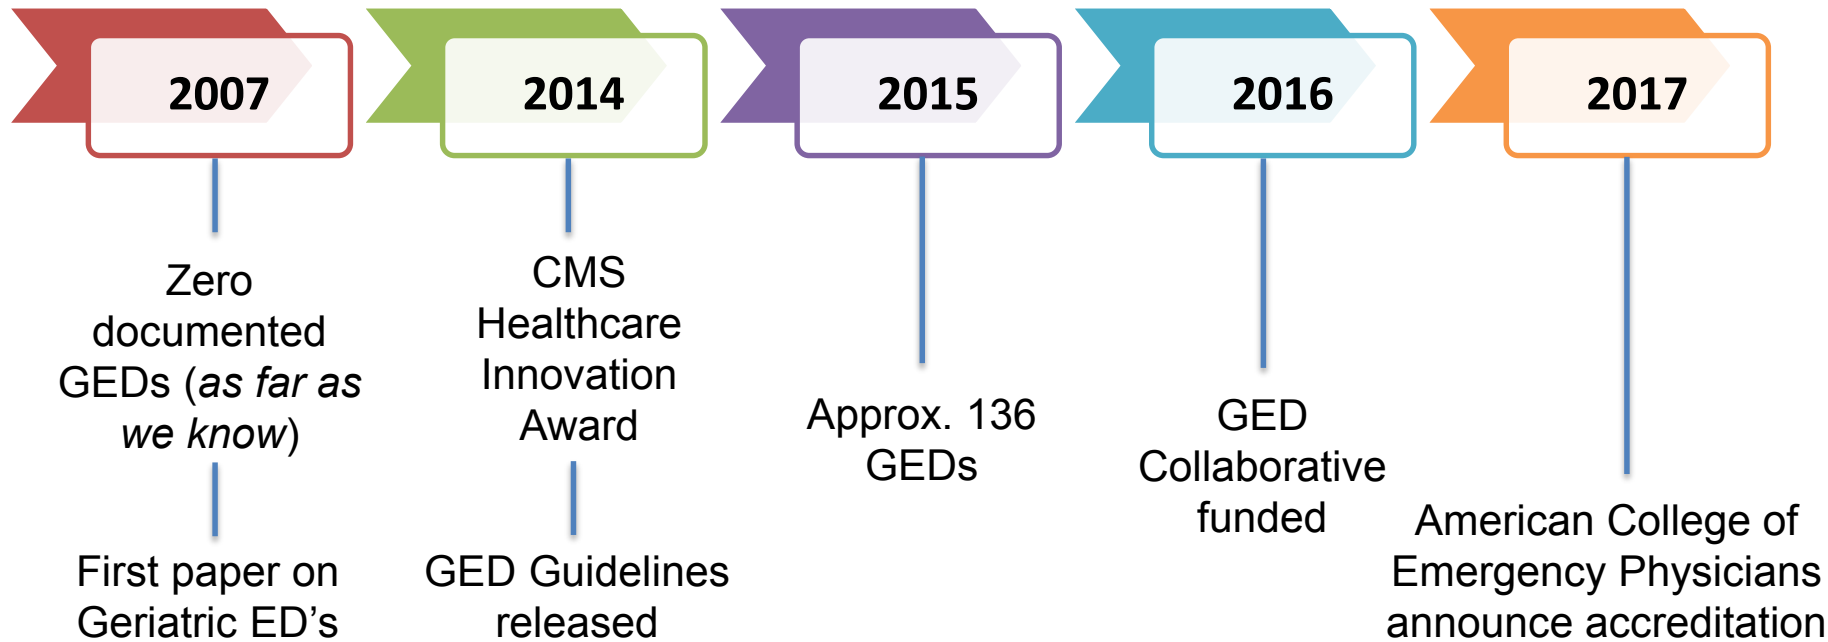 2007
2014
2015
2016
2017
Zero
documented
GEDs (as far as
we know)
First paper on
Geriatric ED’s
CMS
Healthcare
Innovation
Award
GED Guidelines
released
Approx. 136
GEDs
GED
Collaborative
funded
American College of
Emergency Physicians
announce accreditation